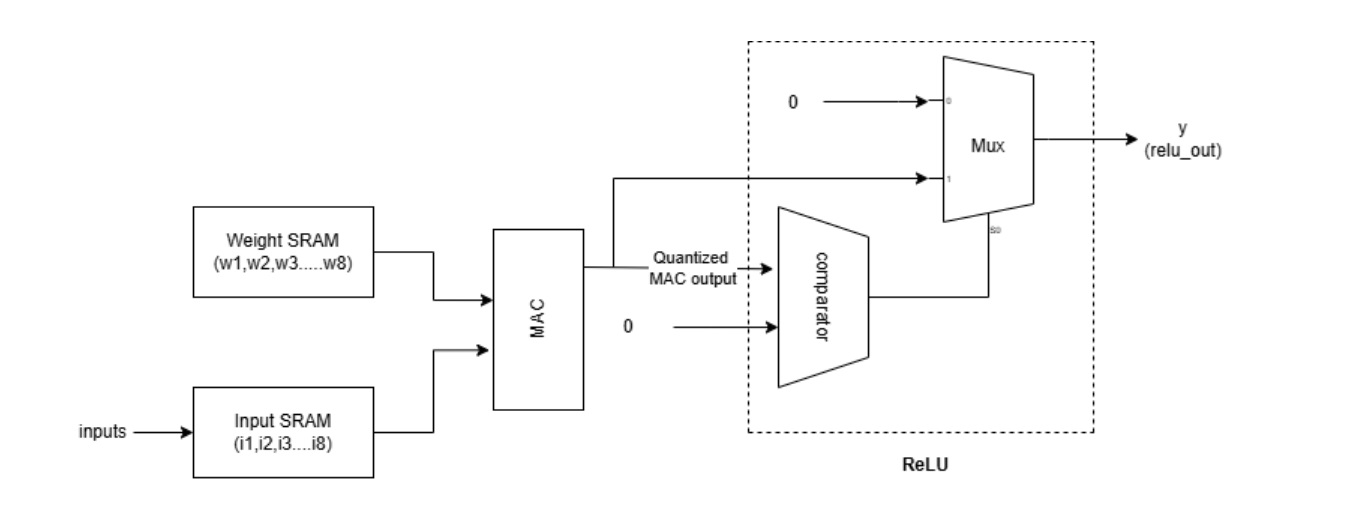 0
0
Mux
y
(relu_out)
1
Weight SRAM
(w1,w2,w3.....w8)
S0
Quantized
MAC output
comparator
MAC
0
Input SRAM
(i1,i2,i3....i8)
inputs
ReLU